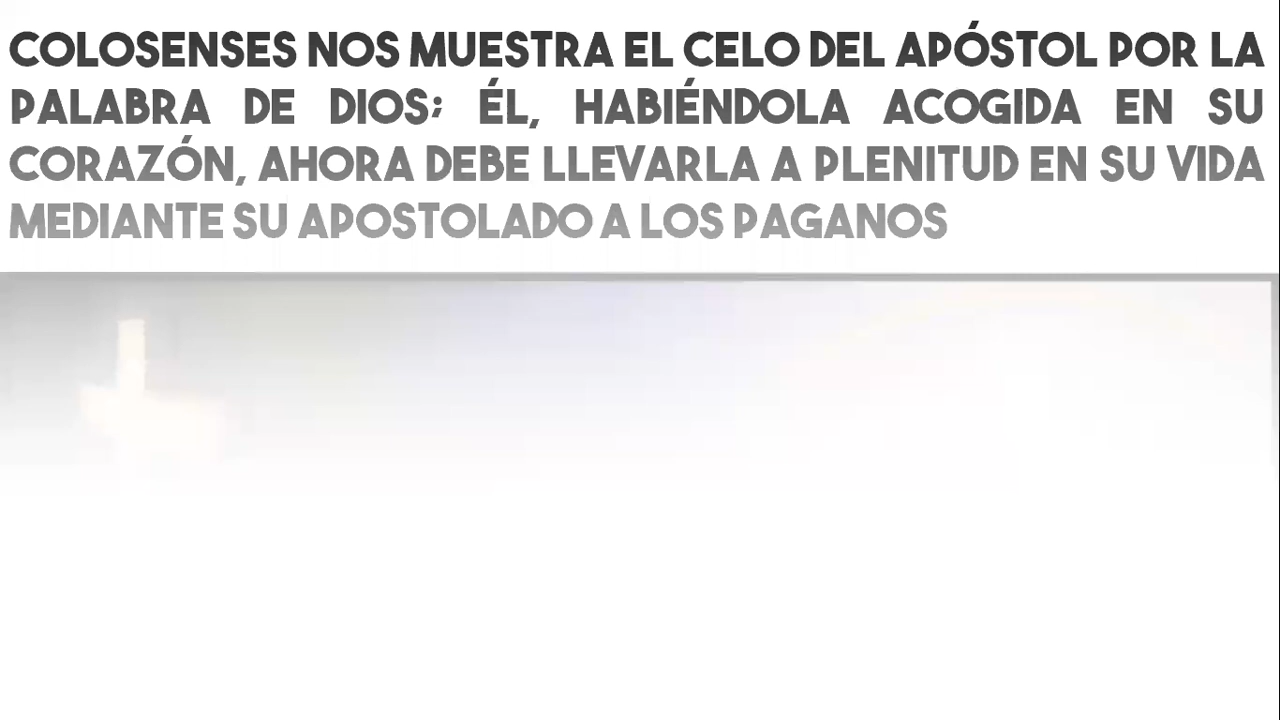 COLOSENSES NOS MUESTRA EL CELO DEL APÓSTOL POR LA
PALABRA DE DIOS; ÉL, HABIÉNDOLA ACOGIDA EN SU
CORAZÓN, AHORA DEBE LLEVARLA A PLENITUD EN SU VIDA
MEDIANTE SU APOSTOLADO A LOS PAGANOS